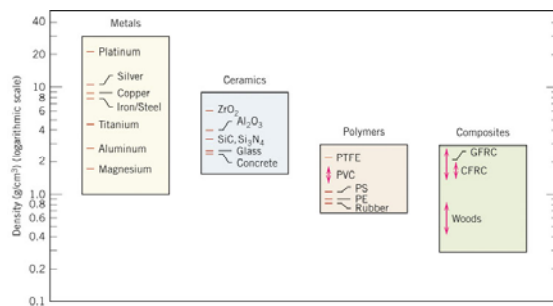 Density (g/cm³) (logarithmic scale)
40
20
10
8
6
4
2
1.0
0.8
0.6
0.4
0.2
0.1
Metals
Platinum
Silver
Copper
Iron/Steel
Titanium
Aluminum
Magnesium
Ceramics
ZrO₂
Al₂O₃
SiC, Si₃N₄
Glass
Concrete
Polymers
PTFE
PVC
PS
PE
Rubber
Composites
GFRC
CFRC
Woods